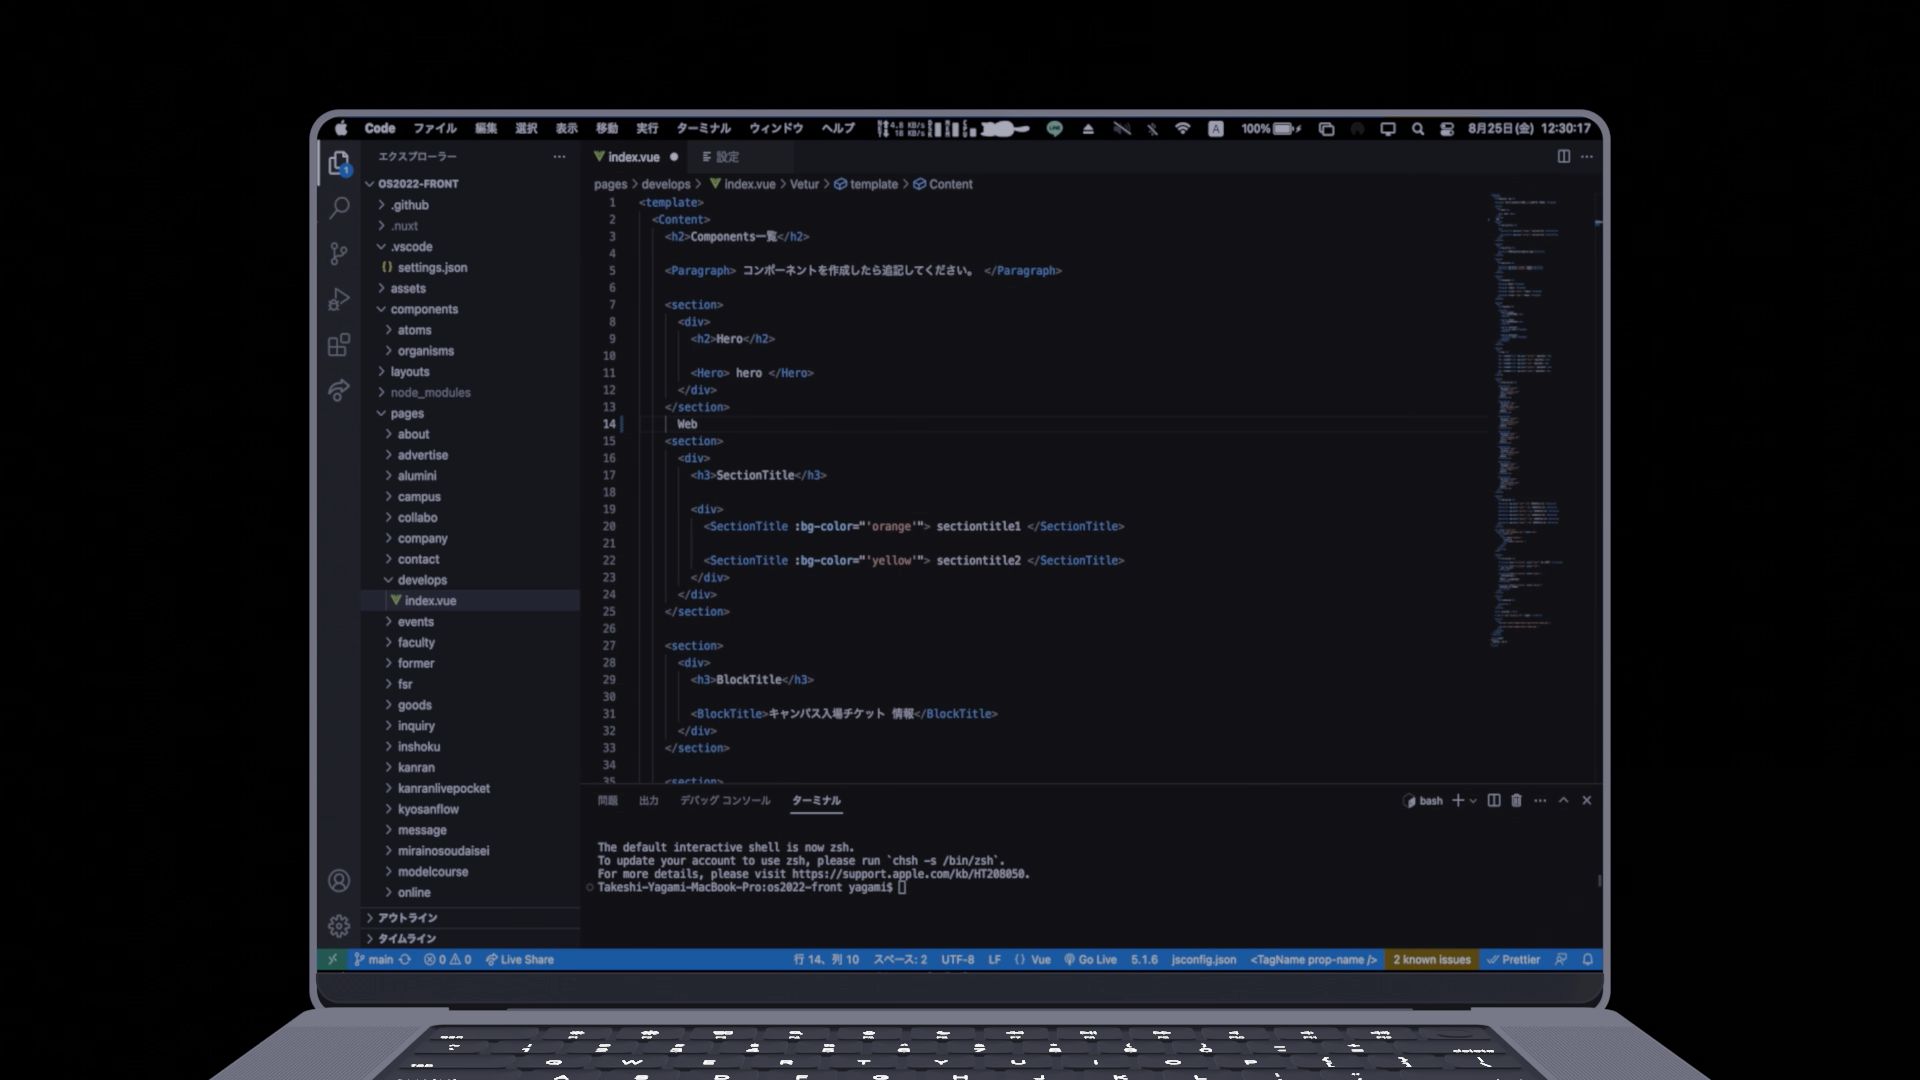 Code ファイル 編集 選択 表示 移動 実行 ターミナル ウィンドウ ヘルプ
4.8 KB/s
18 KB/s
A
100%
8月25日(金) 12:30:17
エクスプローラー
1
OS2022-FRONT
.github
.nuxt
.vscode
{} settings.json
assets
components
atoms
organisms
layouts
node_modules
pages
about
advertise
alumini
campus
collabo
company
contact
develops
index.vue
events
faculty
former
fsr
goods
inquiry
inshoku
kanran
kanranlivepocket
kyosanflow
message
mirainosoudaisei
modelcourse
online
アウトライン
タイムライン
index.vue
設定
pages > develops > index.vue > Vetur > template > Content
1 <template>
2 <Content>
3 <h2>Components一覧</h2>
4
5 <Paragraph> コンポーネントを作成したら追記してください。 </Paragraph>
6
7 <section>
8 <div>
9 <h2>Hero</h2>
10
11 <Hero> hero </Hero>
12 </div>
13 </section>
14 Web
15 <section>
16 <div>
17 <h3>SectionTitle</h3>
18
19 <div>
20 <SectionTitle :bg-color="'orange'"> sectiontitle1 </SectionTitle>
21
22 <SectionTitle :bg-color="'yellow'"> sectiontitle2 </SectionTitle>
23 </div>
24 </div>
25 </section>
26
27 <section>
28 <div>
29 <h3>BlockTitle</h3>
30
31 <BlockTitle>キャンパス入場チケット 情報</BlockTitle>
32 </div>
33 </section>
34
35 <section>
問題 出力 デバッグ コンソール ターミナル
bash
The default interactive shell is now zsh.
To update your account to use zsh, please run `chsh -s /bin/zsh`.
For more details, please visit https://support.apple.com/kb/HT208050.
Takeshi-Yagami-MacBook-Pro:os2022-front yagami$
main 0 0 Live Share 行 14、列 10 スペース: 2 UTF-8 LF {} Vue Go Live 5.1.6 jsconfig.json <TagName prop-name /> 2 known issues Prettier